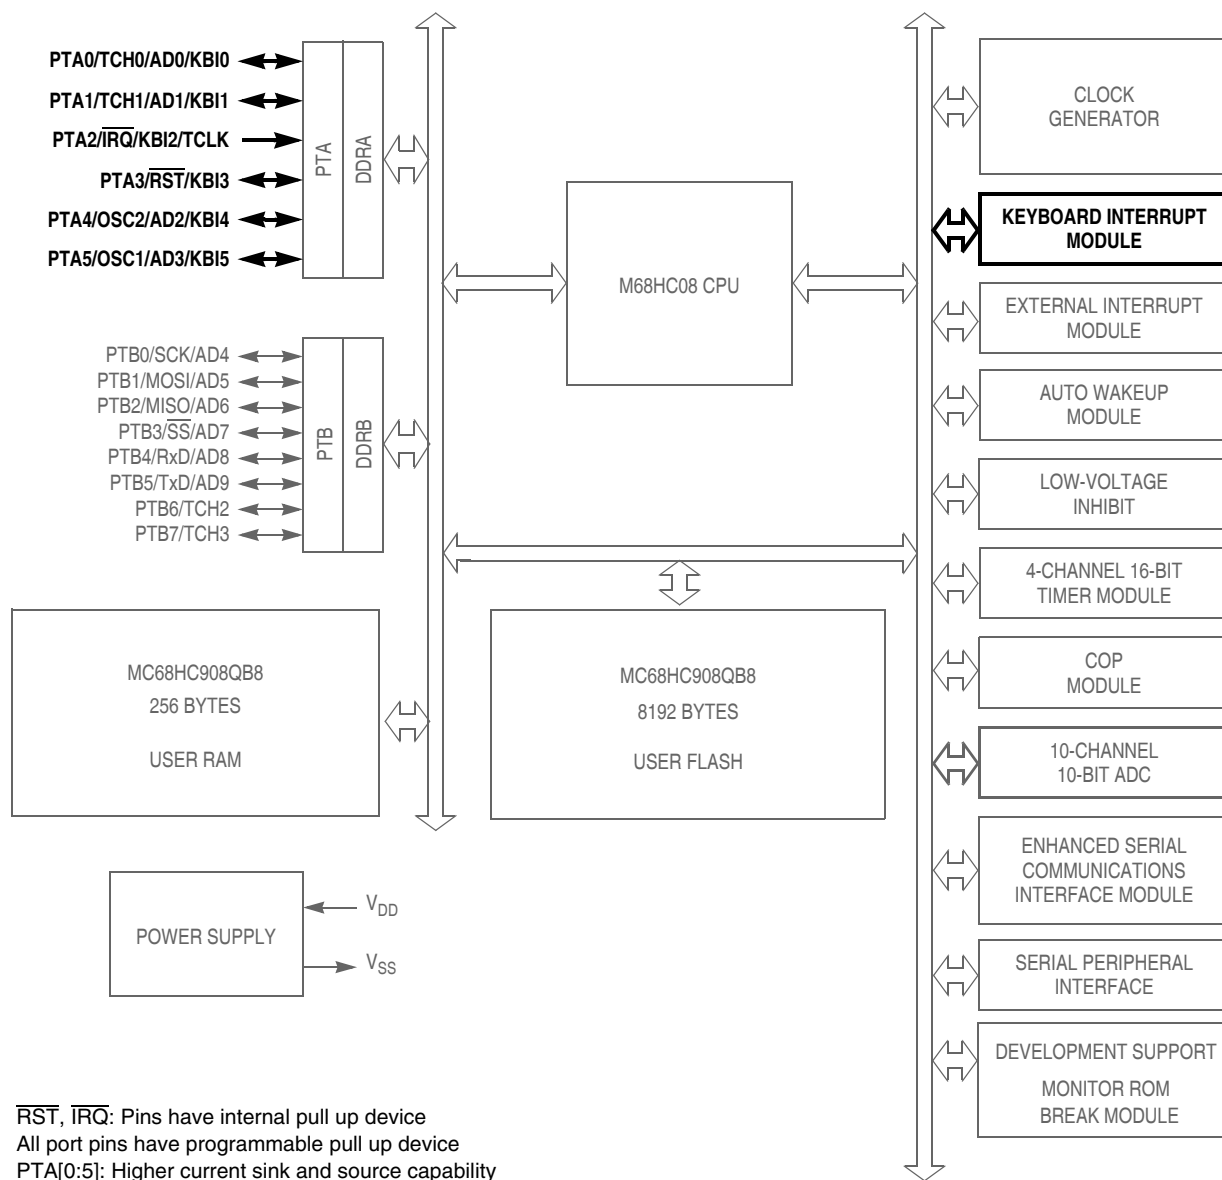 PTA0/TCH0/AD0/KBI0
PTA1/TCH1/AD1/KBI1
PTA2/I̅R̅Q̅/KBI2/TCLK
PTA3/R̅S̅T̅/KBI3
PTA4/OSC2/AD2/KBI4
PTA5/OSC1/AD3/KBI5
PTA
DDRA
PTB0/SCK/AD4
PTB1/MOSI/AD5
PTB2/MISO/AD6
PTB3/S̅S̅/AD7
PTB4/RxD/AD8
PTB5/TxD/AD9
PTB6/TCH2
PTB7/TCH3
PTB
DDRB
M68HC08 CPU
MC68HC908QB8
256 BYTES
USER RAM
MC68HC908QB8
8192 BYTES
USER FLASH
POWER SUPPLY
VDD
VSS
CLOCK
GENERATOR
KEYBOARD INTERRUPT
MODULE
EXTERNAL INTERRUPT
MODULE
AUTO WAKEUP
MODULE
LOW-VOLTAGE
INHIBIT
4-CHANNEL 16-BIT
TIMER MODULE
COP
MODULE
10-CHANNEL
10-BIT ADC
ENHANCED SERIAL
COMMUNICATIONS
INTERFACE MODULE
SERIAL PERIPHERAL
INTERFACE
DEVELOPMENT SUPPORT
MONITOR ROM
BREAK MODULE
R̅S̅T̅, I̅R̅Q̅: Pins have internal pull up device
All port pins have programmable pull up device
PTA[0:5]: Higher current sink and source capability